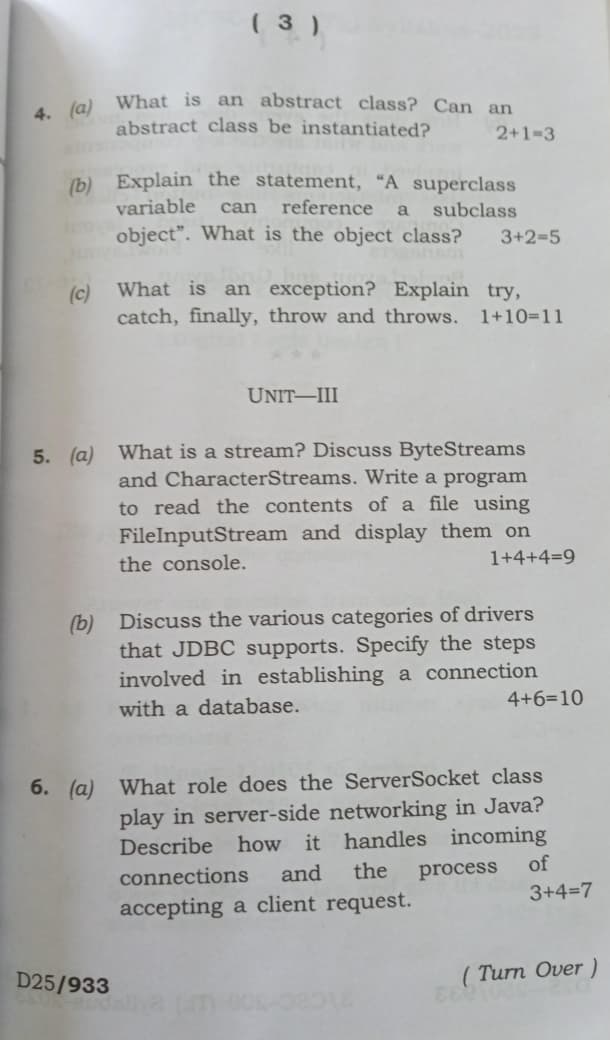 ( 3 )
4. (a) What is an abstract class? Can an
abstract class be instantiated? 2+1=3
(b) Explain the statement, “A superclass
variable can reference a subclass
object”. What is the object class? 3+2=5
(c) What is an exception? Explain try,
catch, finally, throw and throws. 1+10=11
UNIT—III
5. (a) What is a stream? Discuss ByteStreams
and CharacterStreams. Write a program
to read the contents of a file using
FileInputStream and display them on
the console. 1+4+4=9
(b) Discuss the various categories of drivers
that JDBC supports. Specify the steps
involved in establishing a connection
with a database. 4+6=10
6. (a) What role does the ServerSocket class
play in server-side networking in Java?
Describe how it handles incoming
connections and the process of
accepting a client request. 3+4=7
D25/933 ( Turn Over )